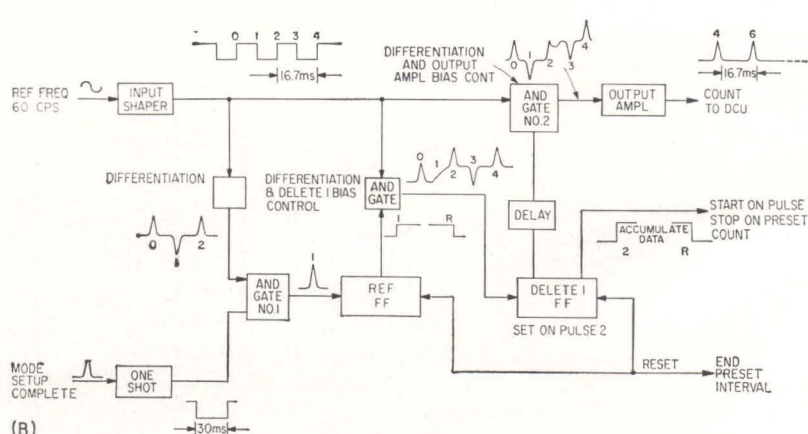 0 1 2 3 4
16.7ms
DIFFERENTIATION
AND OUTPUT
AMPL BIAS CONT
0 1 2 3 4
4 6
16.7ms
REF FREQ
60 CPS
INPUT
SHAPER
AND
GATE
NO.2
OUTPUT
AMPL
COUNT
TO DCU
DIFFERENTIATION
DIFFERENTIATION
& DELETE I BIAS
CONTROL
AND
GATE
0 1 2 3 4
DELAY
START ON PULSE
STOP ON PRESET
COUNT
ACCUMULATE
DATA
2 R
0 2
I R
AND
GATE
NO.1
1
REF
FF
DELETE I
FF
SET ON PULSE 2
MODE
SETUP
COMPLETE
ONE
SHOT
RESET
END
PRESET
INTERVAL
30ms
(B)